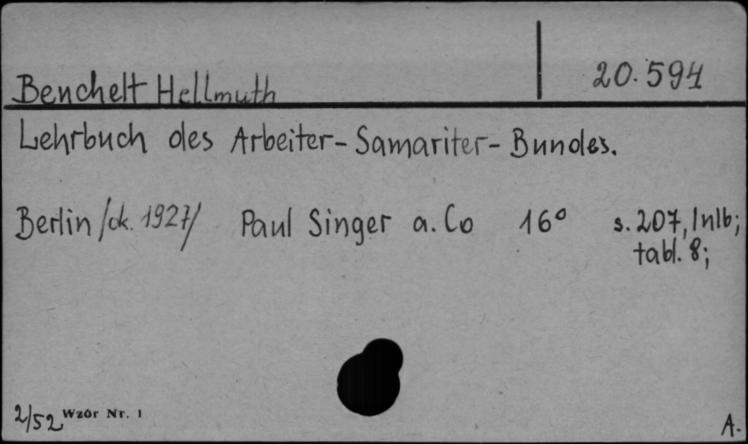 20.594
Benchelt Hellmuth
Lehrbuch des Arbeiter-Samariter-Bundes.
Berlin /ok. 1927/ Paul Singer a. Co 16° s. 207, 1nlb;
tabl. 8;
2/52 Wzór Nr. 1
A.